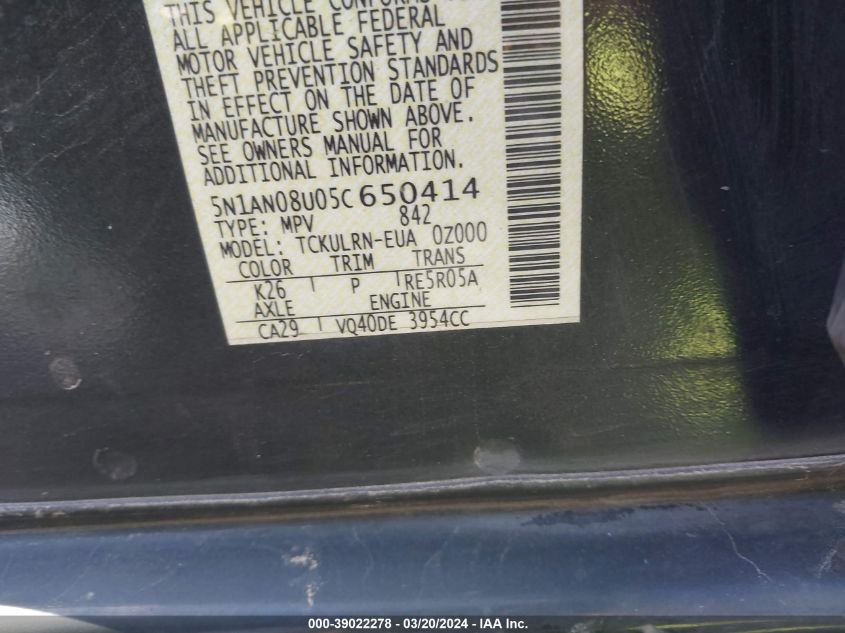 THIS VEHICLE CONFORMS
ALL APPLICABLE FEDERAL
MOTOR VEHICLE SAFETY AND
THEFT PREVENTION STANDARDS
IN EFFECT ON THE DATE OF
MANUFACTURE SHOWN ABOVE.
SEE OWNERS MANUAL FOR
ADDITIONAL INFORMATION.
5N1AN08U05C650414
TYPE: MPV 842
MODEL: TCKULRN-EUA 0Z000
COLOR TRIM TRANS
K26 P RE5R05A
AXLE ENGINE
CA29 VQ40DE 3954CC
000-39022278 - 03/20/2024 - IAA Inc.